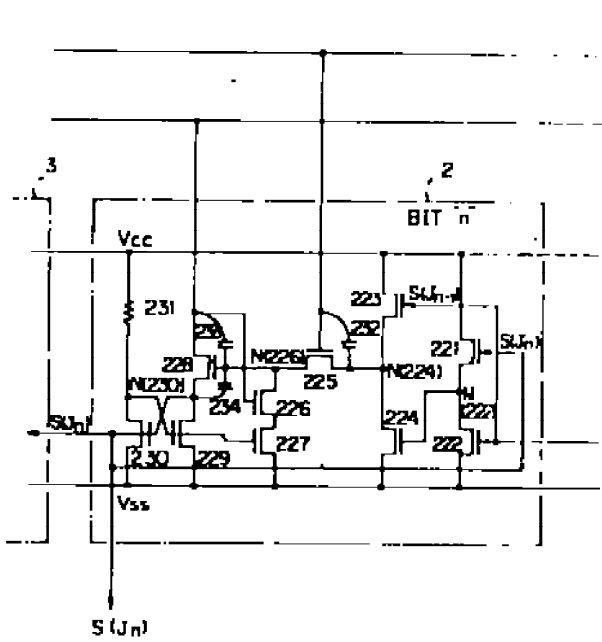 3
2
BIT "n"
Vcc
231
223
S(Jn-1)
S(Jn)
232
221
228
N(226)
N(224)
225
N(230)
234
226
224
N
(222)
S(Jn)
227
222
230
229
Vss
S(Jn)